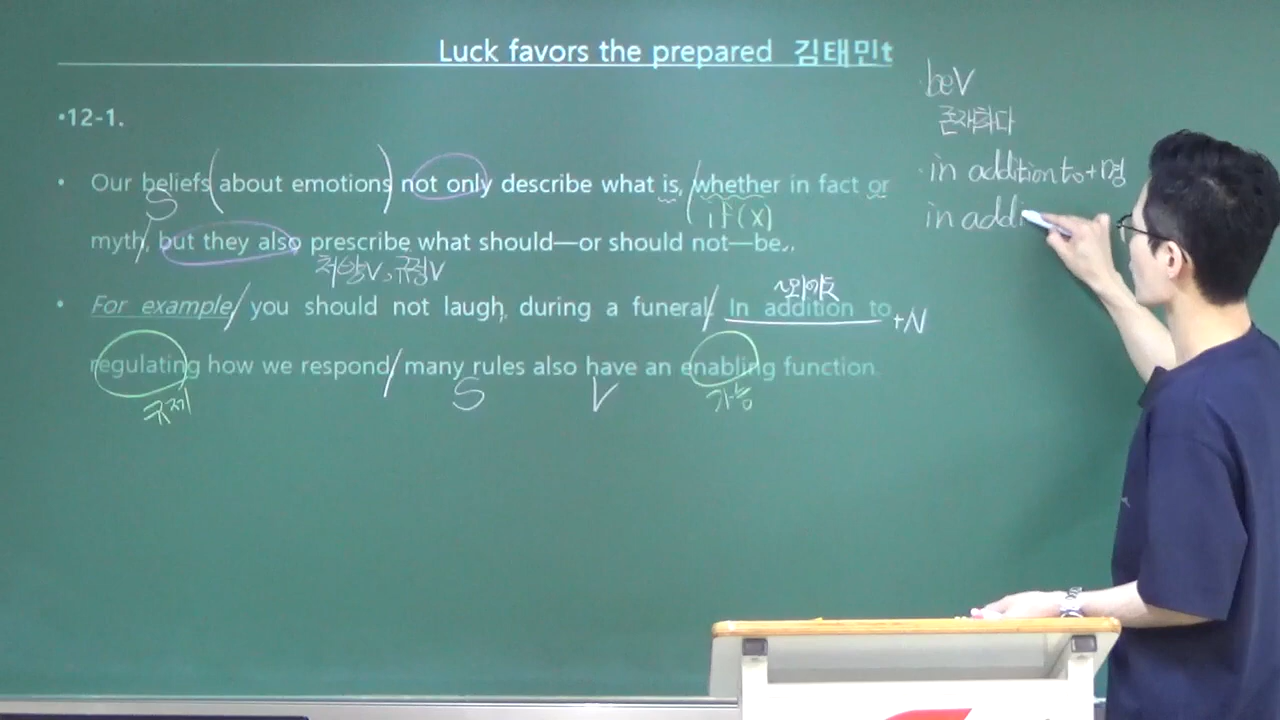 Luck favors the prepared 김태민t
•12-1.
• Our beliefs (about emotions) not only describe what is, / whether in fact or
S if (X)
myth, / but they also prescribe what should—or should not—be..
처방V, 규정V
• For example / you should not laugh, during a funeral / In addition to +N
regulating how we respond / many rules also have an enabling function.
규제 S V 가능
beV
존재하다
in addition to + 명
in addi